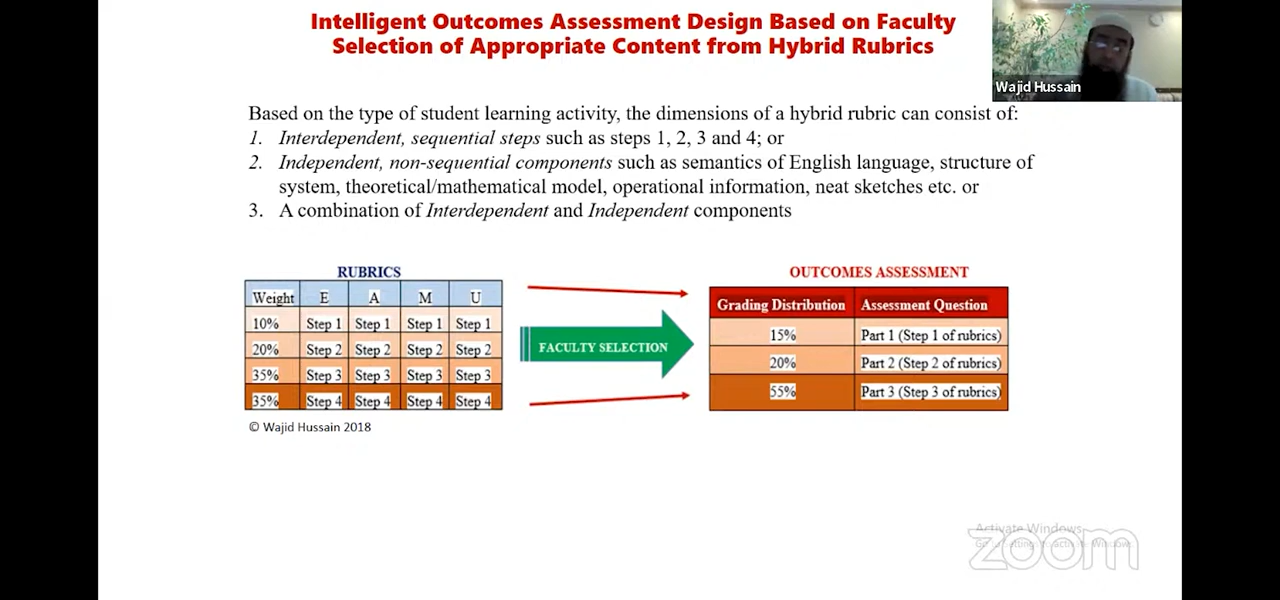 Intelligent Outcomes Assessment Design Based on Faculty
Selection of Appropriate Content from Hybrid Rubrics
Wajid Hussain
Based on the type of student learning activity, the dimensions of a hybrid rubric can consist of:
1. Interdependent, sequential steps such as steps 1, 2, 3 and 4; or
2. Independent, non-sequential components such as semantics of English language, structure of
system, theoretical/mathematical model, operational information, neat sketches etc. or
3. A combination of Interdependent and Independent components
RUBRICS
Weight E A M U
10% Step 1 Step 1 Step 1 Step 1
20% Step 2 Step 2 Step 2 Step 2
35% Step 3 Step 3 Step 3 Step 3
35% Step 4 Step 4 Step 4 Step 4
© Wajid Hussain 2018
FACULTY SELECTION
OUTCOMES ASSESSMENT
Grading Distribution Assessment Question
15% Part 1 (Step 1 of rubrics)
20% Part 2 (Step 2 of rubrics)
55% Part 3 (Step 3 of rubrics)
Activate Windows
Go to Settings to activate Windows.
zoom